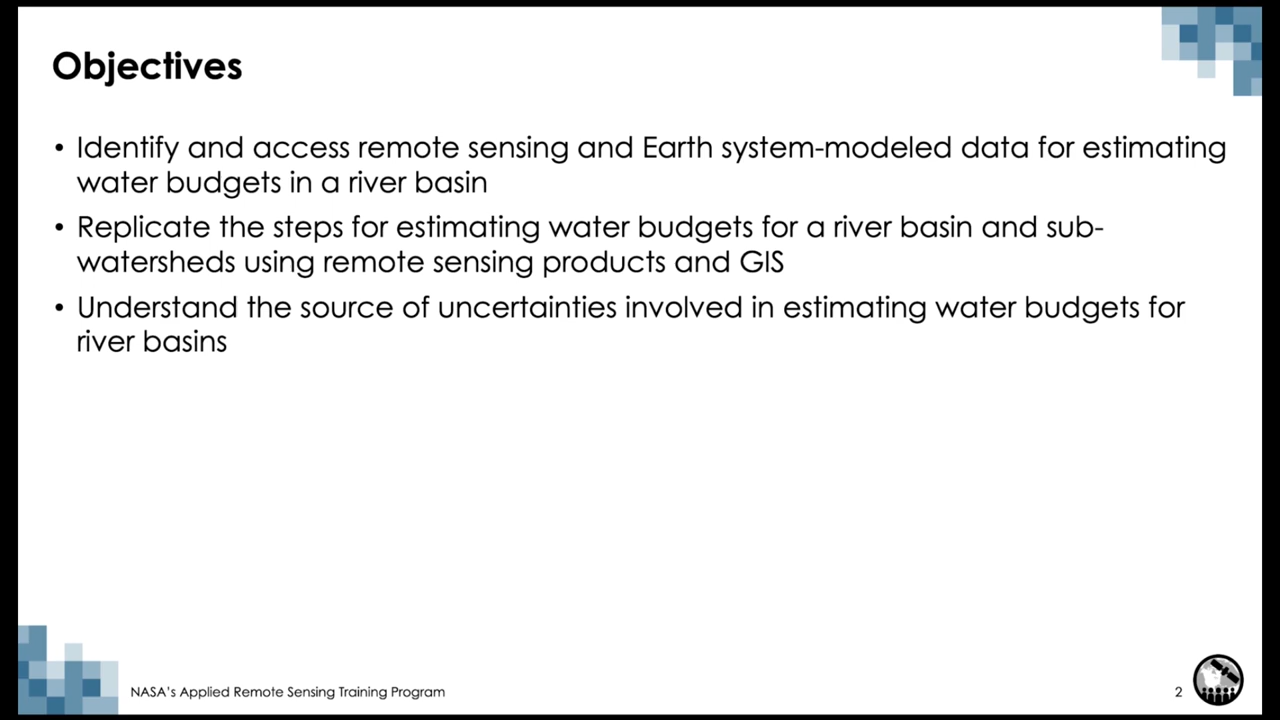 Objectives
• Identify and access remote sensing and Earth system-modeled data for estimating
water budgets in a river basin
• Replicate the steps for estimating water budgets for a river basin and sub-
watersheds using remote sensing products and GIS
• Understand the source of uncertainties involved in estimating water budgets for
river basins
NASA's Applied Remote Sensing Training Program
2